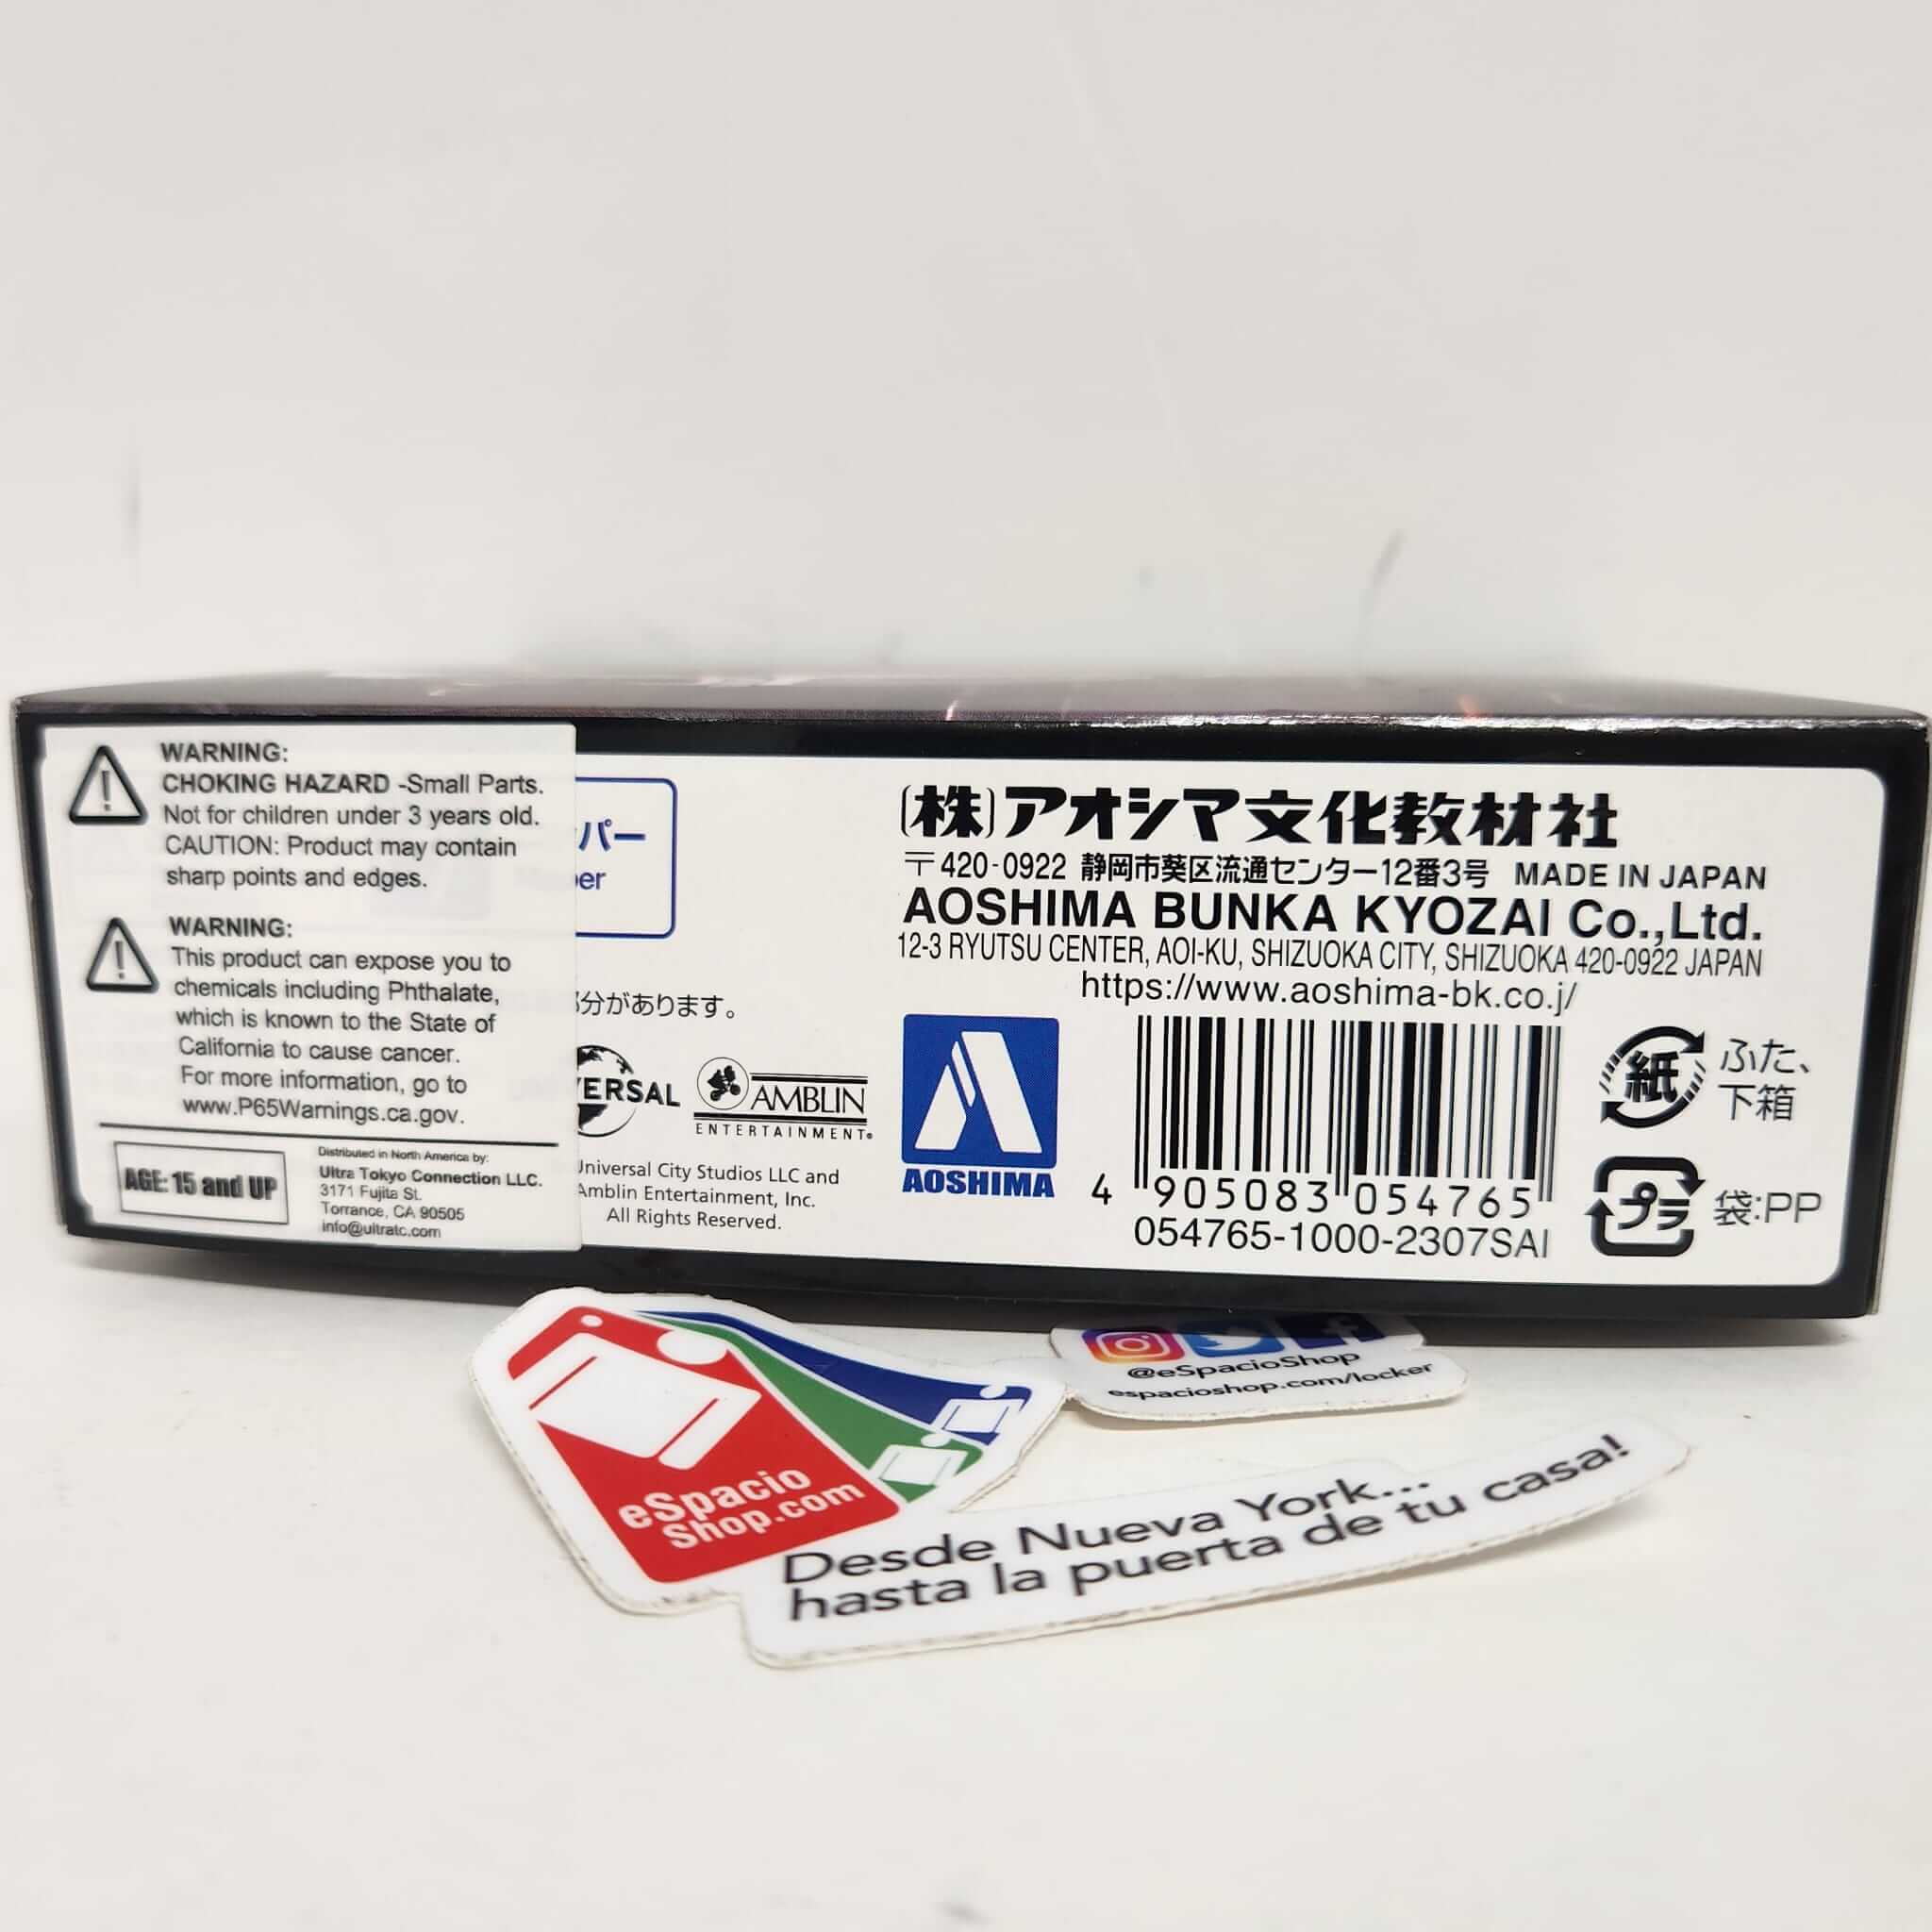 WARNING:
CHOKING HAZARD -Small Parts.
Not for children under 3 years old.
CAUTION: Product may contain
sharp points and edges.
WARNING:
This product can expose you to
chemicals including Phthalate,
which is known to the State of
California to cause cancer.
For more information, go to
www.P65Warnings.ca.gov.
AGE: 15 and UP
Distributed in North America by:
Ultra Tokyo Connection LLC.
3171 Fujita St.
Torrance, CA 90505
info@ultratc.com
パー
er
分があります。
ERSAL
AMBLIN
ENTERTAINMENT®
Universal City Studios LLC and
Amblin Entertainment, Inc.
All Rights Reserved.
(株)アオシマ文化教材社
〒420-0922 静岡市葵区流通センター12番3号 MADE IN JAPAN
AOSHIMA BUNKA KYOZAI Co.,Ltd.
12-3 RYUTSU CENTER, AOI-KU, SHIZUOKA CITY, SHIZUOKA 420-0922 JAPAN
https://www.aoshima-bk.co.j/
AOSHIMA
4 905083 054765
054765-1000-2307SAI
紙
ふた、
下箱
プラ
袋:PP
@eSpacioShop
espacioshop.com/locker
eSpacio
Shop.com
Desde Nueva York...
hasta la puerta de tu casa!